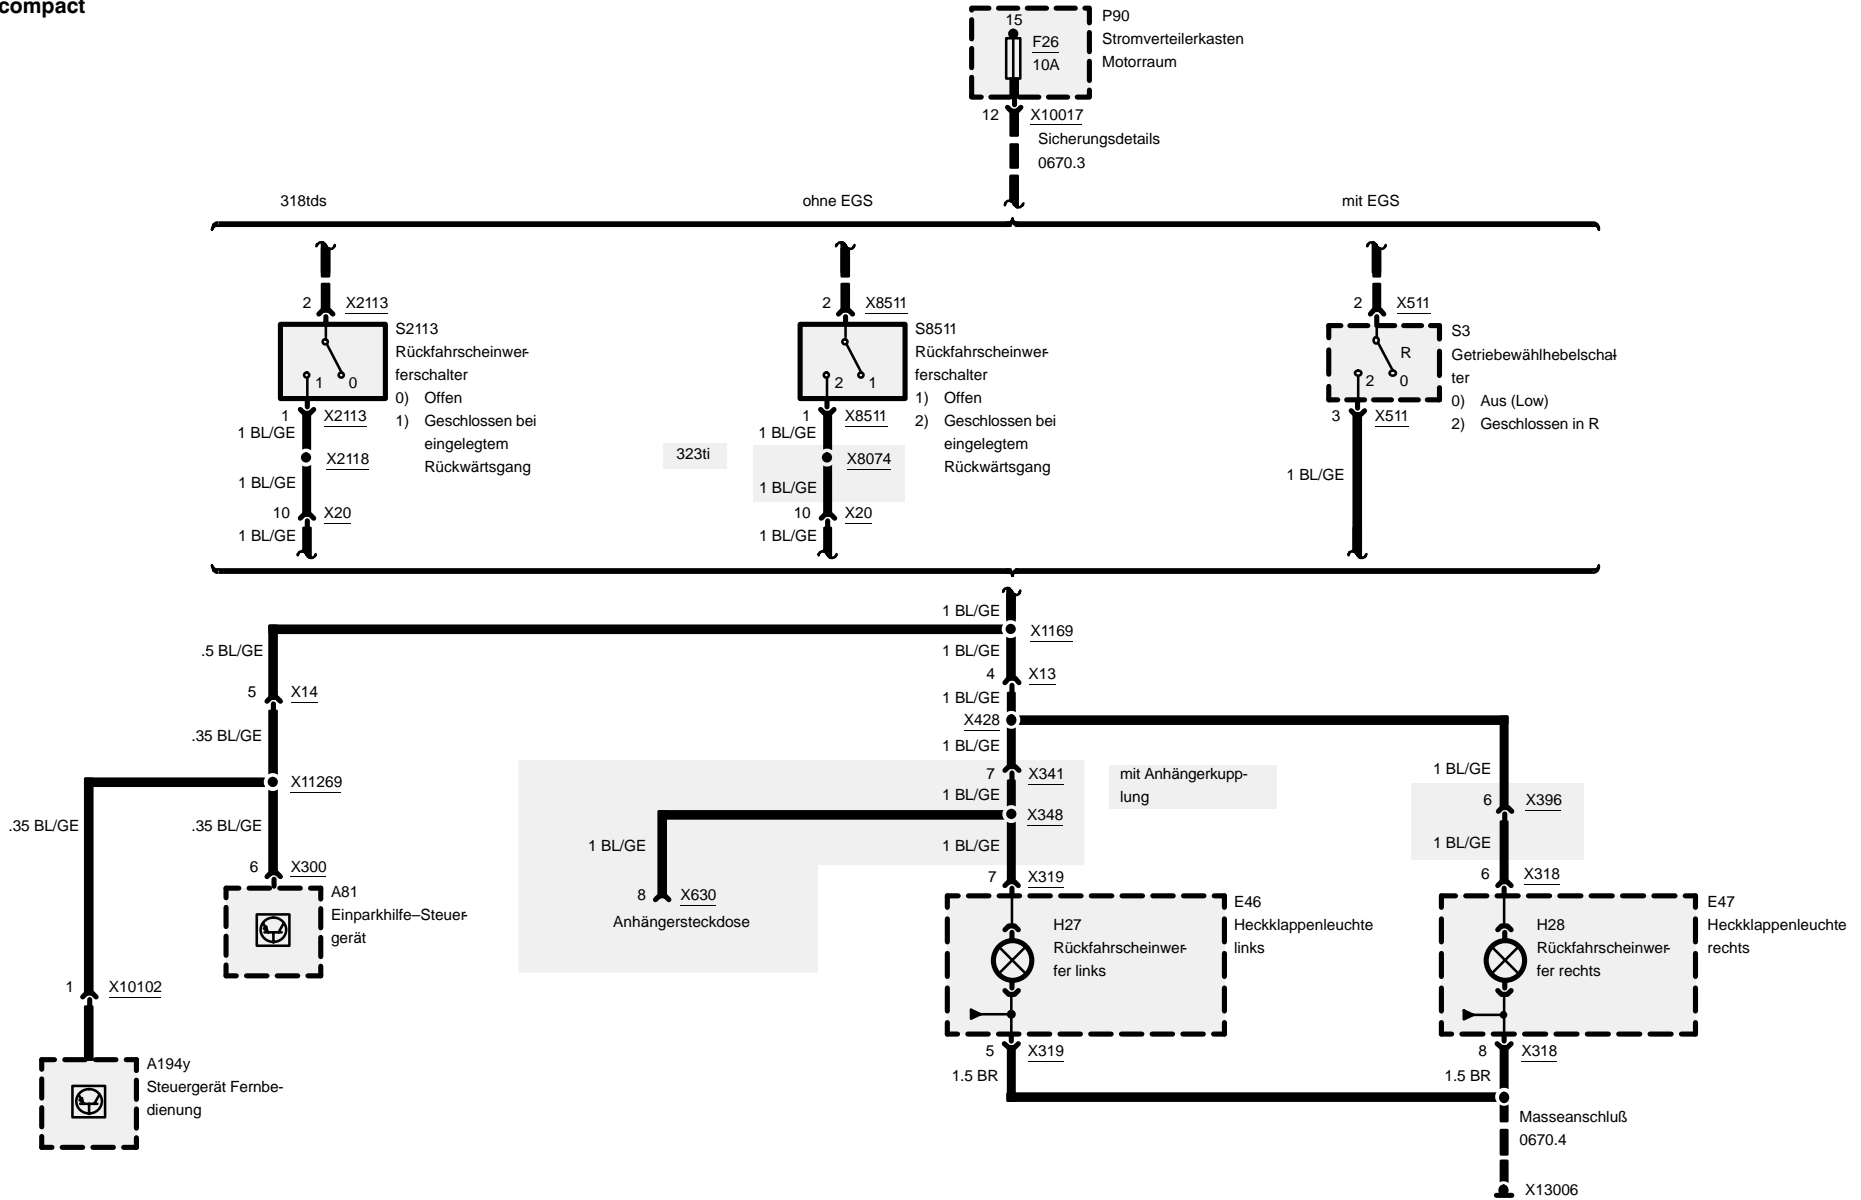 compact
15
F26
10A
P90
Stromverteilerkasten
Motorraum
12
X10017
Sicherungsdetails
0670.3
318tds
ohne EGS
mit EGS
2
X2113
S2113
Rückfahrscheinwer-
ferschalter
0) Offen
1) Geschlossen bei
eingelegtem
Rückwärtsgang
1
0
1
X2113
1 BL/GE
X2118
1 BL/GE
10
X20
1 BL/GE
323ti
2
X8511
S8511
Rückfahrscheinwer-
ferschalter
1) Offen
2) Geschlossen bei
eingelegtem
Rückwärtsgang
2
1
1
X8511
1 BL/GE
X8074
1 BL/GE
10
X20
1 BL/GE
2
X511
S3
Getriebewählhebelschal-
ter
0) Aus (Low)
2) Geschlossen in R
R
2
0
3
X511
1 BL/GE
1 BL/GE
X1169
1 BL/GE
4
X13
1 BL/GE
X428
1 BL/GE
7
X341
1 BL/GE
X348
1 BL/GE
7
X319
mit Anhängerkupp-
lung
.5 BL/GE
5
X14
.35 BL/GE
X11269
.35 BL/GE
.35 BL/GE
6
X300
A81
Einparkhilfe–Steuer-
gerät
1
X10102
A194y
Steuergerät Fernbe-
dienung
1 BL/GE
8
X630
Anhängersteckdose
E46
Heckklappenleuchte
links
H27
Rückfahrscheinwer-
fer links
5
X319
1.5 BR
1 BL/GE
6
X396
1 BL/GE
6
X318
E47
Heckklappenleuchte
rechts
H28
Rückfahrscheinwer-
fer rechts
8
X318
1.5 BR
Masseanschluß
0670.4
X13006